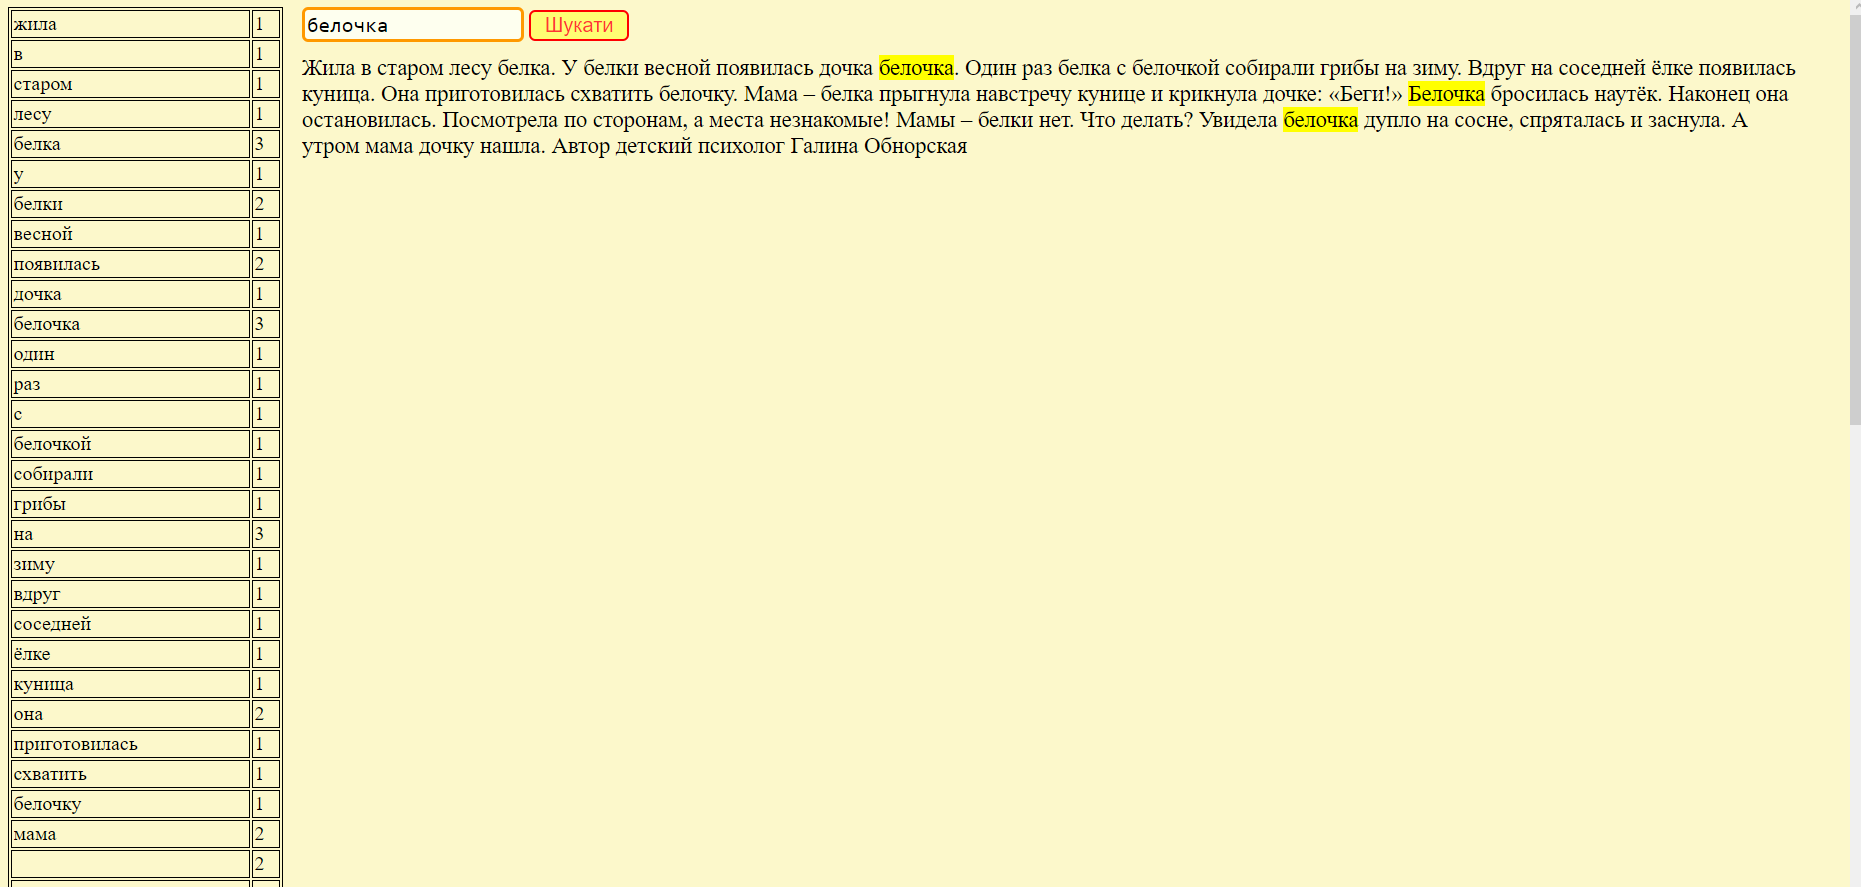 жила 1
в 1
старом 1
лесу 1
белка 3
у 1
белки 2
весной 1
появилась 2
дочка 1
белочка 3
один 1
раз 1
с 1
белочкой 1
собирали 1
грибы 1
на 3
зиму 1
вдруг 1
соседней 1
ёлке 1
куница 1
она 2
приготовилась 1
схватить 1
белочку 1
мама 2
2
белочка Шукати
Жила в старом лесу белка. У белки весной появилась дочка белочка. Один раз белка с белочкой собирали грибы на зиму. Вдруг на соседней ёлке появилась
куница. Она приготовилась схватить белочку. Мама – белка прыгнула навстречу кунице и крикнула дочке: «Беги!» Белочка бросилась наутёк. Наконец она
остановилась. Посмотрела по сторонам, а места незнакомые! Мамы – белки нет. Что делать? Увидела белочка дупло на сосне, спряталась и заснула. А
утром мама дочку нашла. Автор детский психолог Галина Обнорская